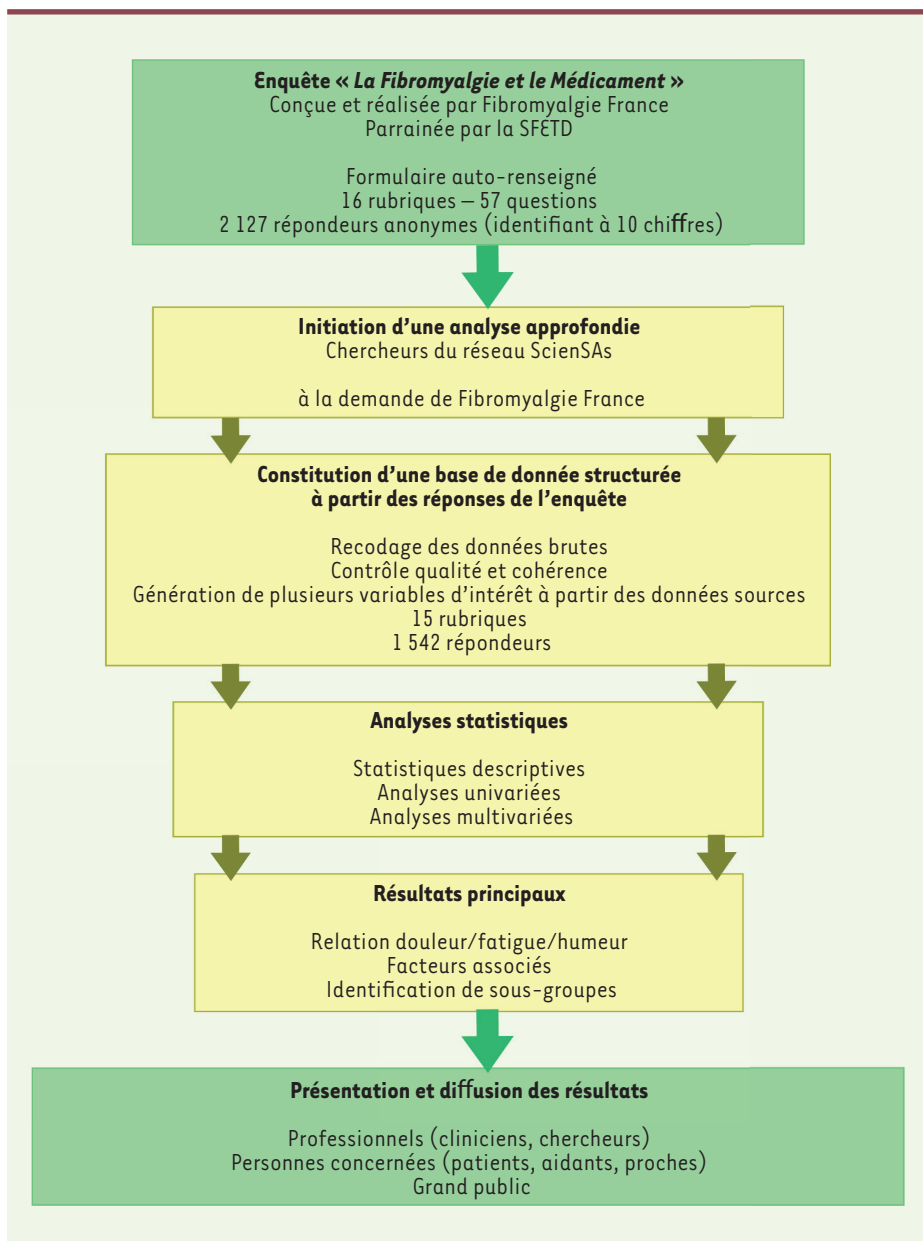 Enquête « La Fibromyalgie et le Médicament »
Conçue et réalisée par Fibromyalgie France
Parrainée par la SFETD
Formulaire auto-renseigné
16 rubriques – 57 questions
2 127 répondeurs anonymes (identifiant à 10 chiffres)
Initiation d’une analyse approfondie
Chercheurs du réseau ScienSAs
à la demande de Fibromyalgie France
Constitution d’une base de donnée structurée
à partir des réponses de l’enquête
Recodage des données brutes
Contrôle qualité et cohérence
Génération de plusieurs variables d’intérêt à partir des données sources
15 rubriques
1 542 répondeurs
Analyses statistiques
Statistiques descriptives
Analyses univariées
Analyses multivariées
Résultats principaux
Relation douleur/fatigue/humeur
Facteurs associés
Identification de sous-groupes
Présentation et diffusion des résultats
Professionnels (cliniciens, chercheurs)
Personnes concernées (patients, aidants, proches)
Grand public